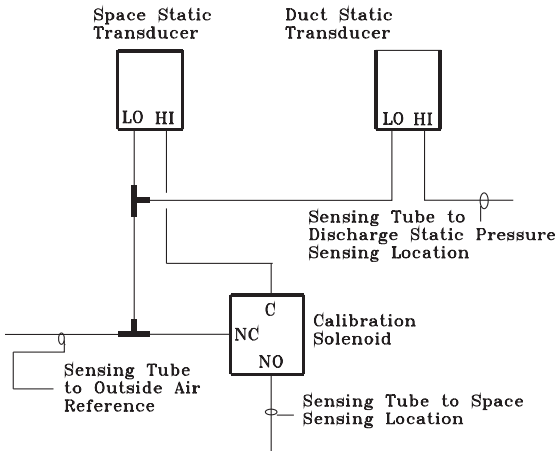 Space Static
Transducer
Duct Static
Transducer
LO HI
LO HI
Sensing Tube to
Discharge Static Pressure
Sensing Location
C
NC
NO
Calibration
Solenoid
Sensing Tube
to Outside Air
Reference
Sensing Tube to Space
Sensing Location